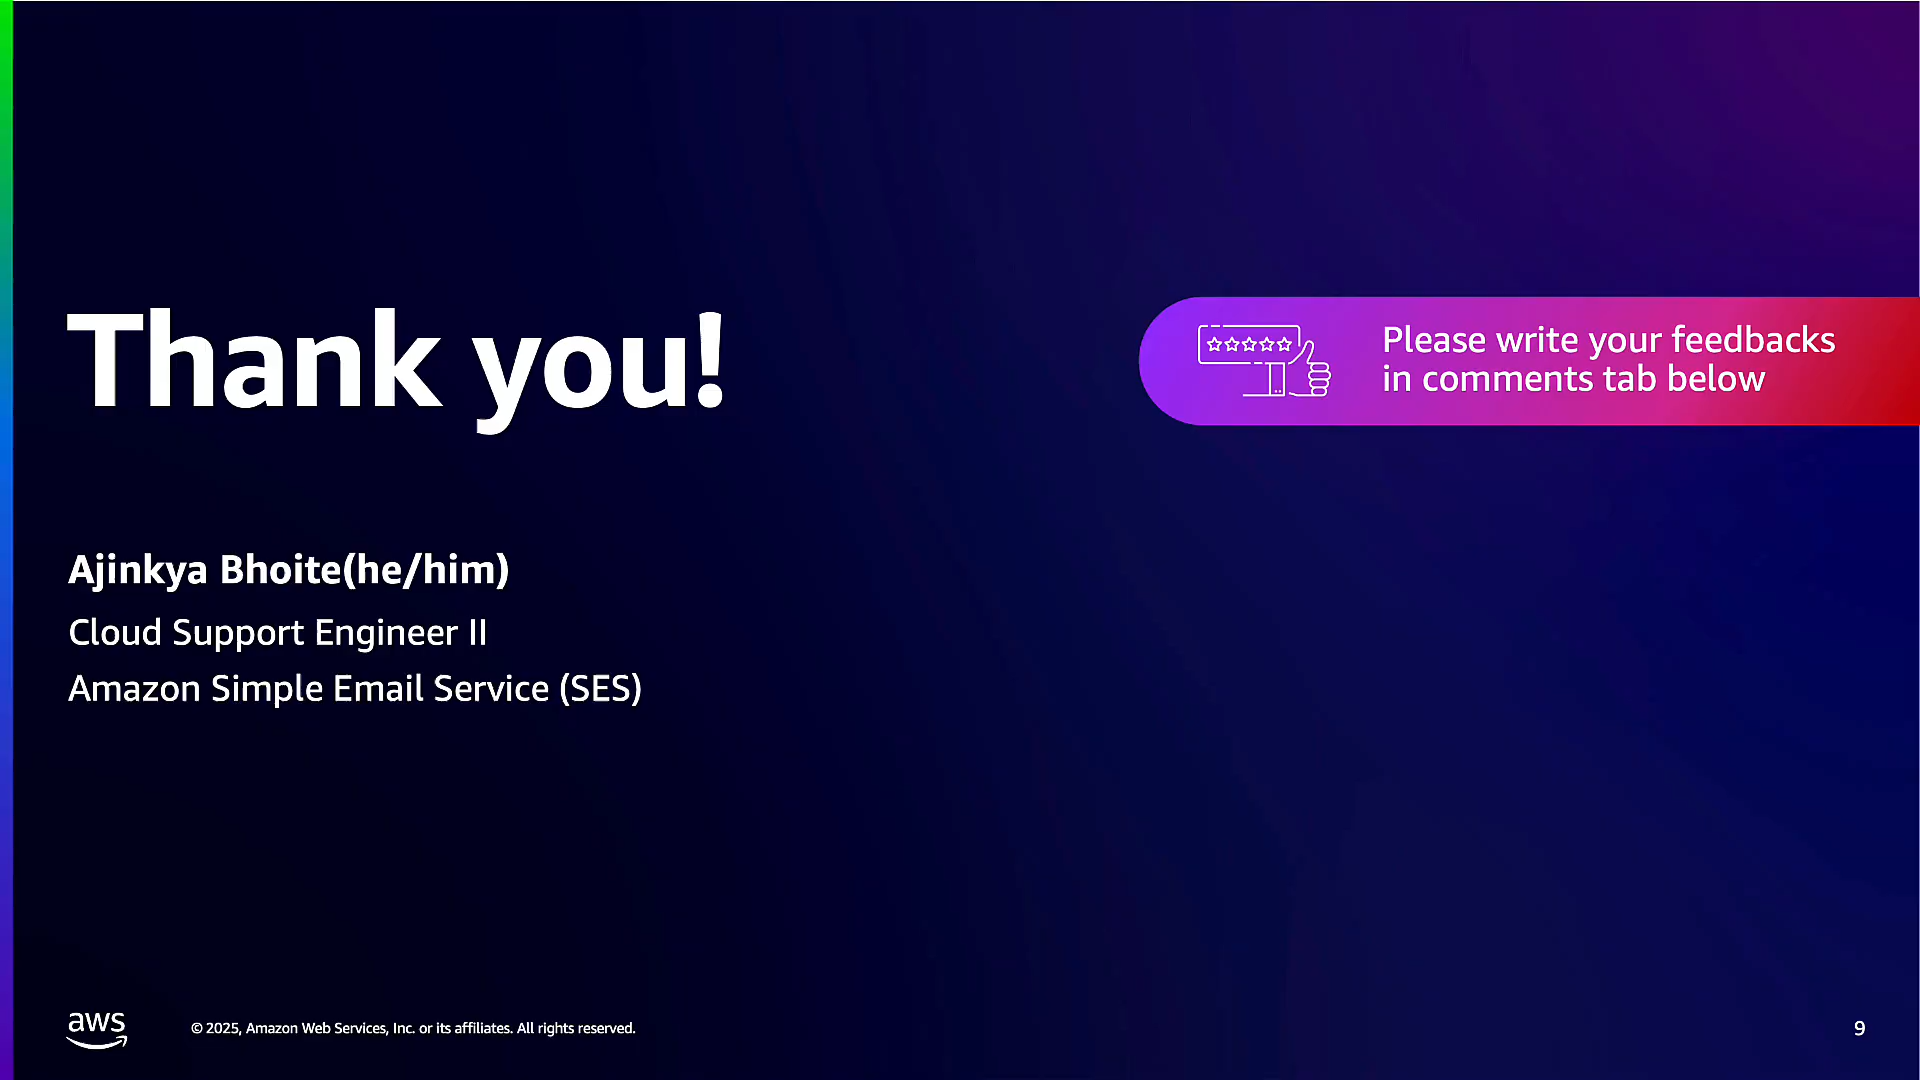 Thank you!
Please write your feedbacks
in comments tab below
Ajinkya Bhoite(he/him)
Cloud Support Engineer II
Amazon Simple Email Service (SES)
aws
© 2025, Amazon Web Services, Inc. or its affiliates. All rights reserved.
9